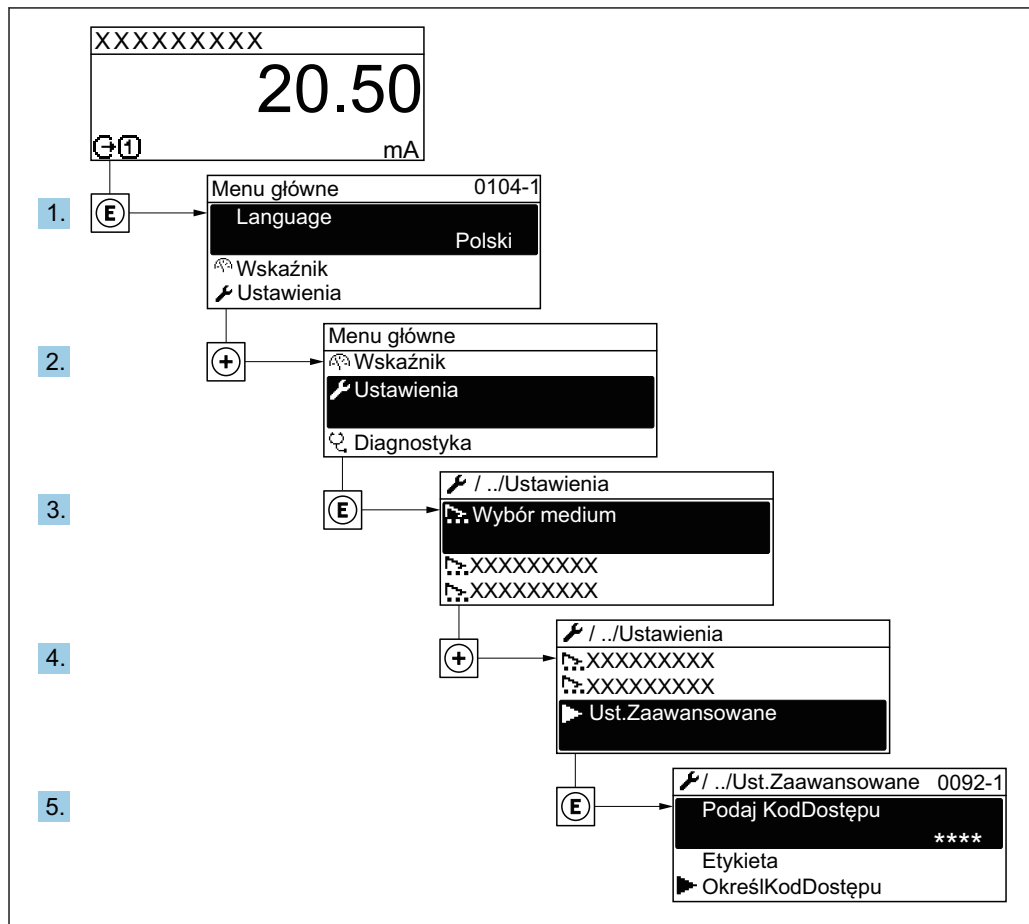 XXXXXXXXX
20.50
1 mA
1. E
Menu główne 0104-1
Language
Polski
Wskaźnik
Ustawienia
2. +
Menu główne
Wskaźnik
Ustawienia
Diagnostyka
3. E
/ ../Ustawienia
Wybór medium
XXXXXXXXX
XXXXXXXXX
4. +
/ ../Ustawienia
XXXXXXXXX
XXXXXXXXX
Ust.Zaawansowane
5. E
/ ../Ust.Zaawansowane 0092-1
Podaj KodDostępu
****
Etykieta
OkreślKodDostępu